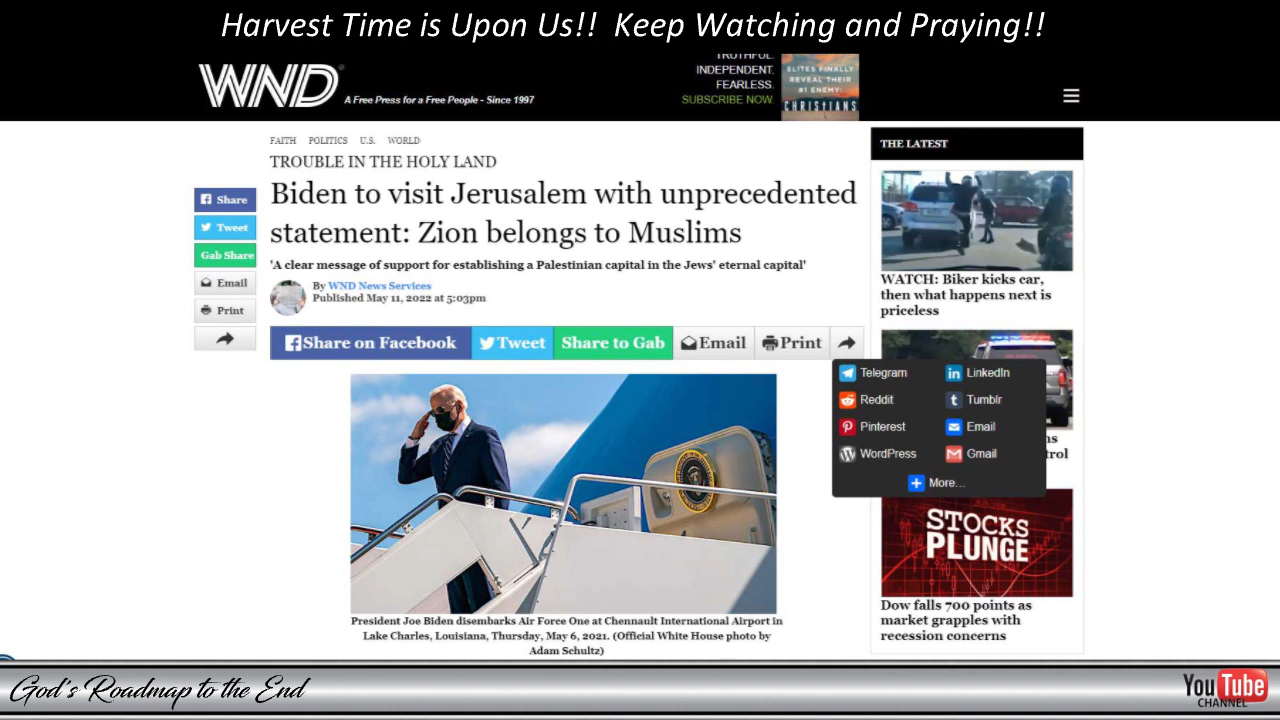 Harvest Time is Upon Us!!  Keep Watching and Praying!!
WND
A Free Press for a Free People - Since 1997
TRUTHFUL.
INDEPENDENT.
FEARLESS.
SUBSCRIBE NOW.
ELITES FINALLY
REVEAL THEIR
#1 ENEMY:
CHRISTIANS
FAITH POLITICS U.S. WORLD
TROUBLE IN THE HOLY LAND
Biden to visit Jerusalem with unprecedented
statement: Zion belongs to Muslims
'A clear message of support for establishing a Palestinian capital in the Jews' eternal capital'
By WND News Services
Published May 11, 2022 at 5:03pm
Share
Tweet
Gab Share
Email
Print
Share on Facebook Tweet Share to Gab Email Print
President Joe Biden disembarks Air Force One at Chennault International Airport in
Lake Charles, Louisiana, Thursday, May 6, 2021. (Official White House photo by
Adam Schultz)
THE LATEST
WATCH: Biker kicks car,
then what happens next is
priceless
Telegram LinkedIn
Reddit Tumblr
Pinterest Email
WordPress Gmail
More...
STOCKS
PLUNGE
Dow falls 700 points as
market grapples with
recession concerns
God's Roadmap to the End
YouTube
CHANNEL